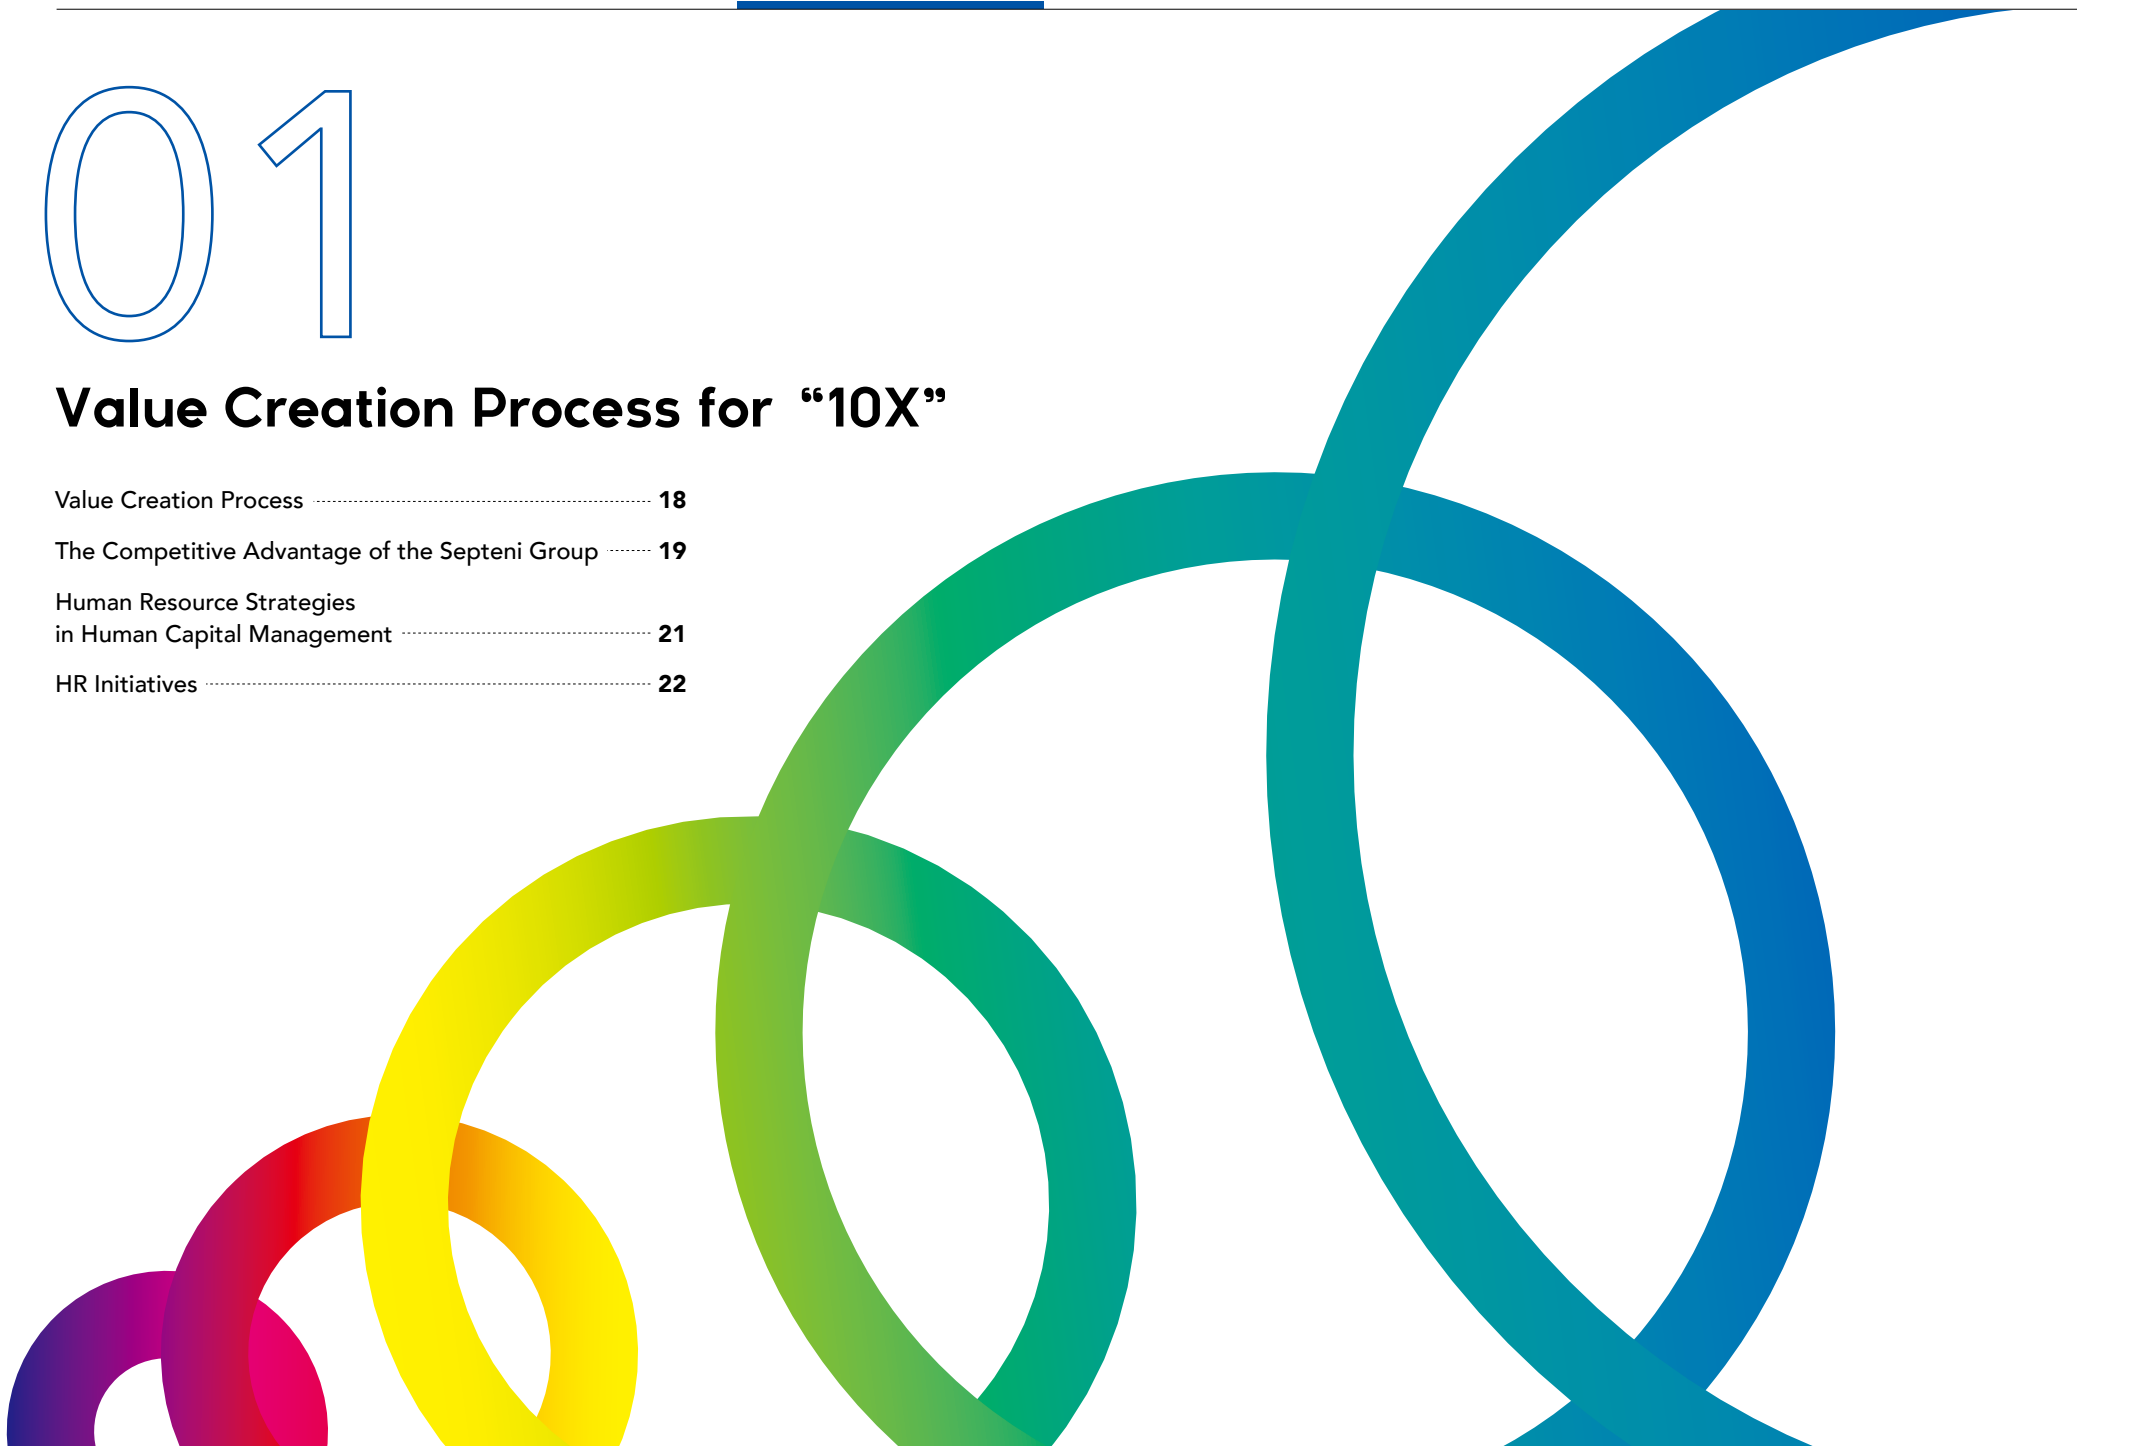 01
Value Creation Process for “10X”
Value Creation Process 18
The Competitive Advantage of the Septeni Group 19
Human Resource Strategies
in Human Capital Management 21
HR Initiatives 22